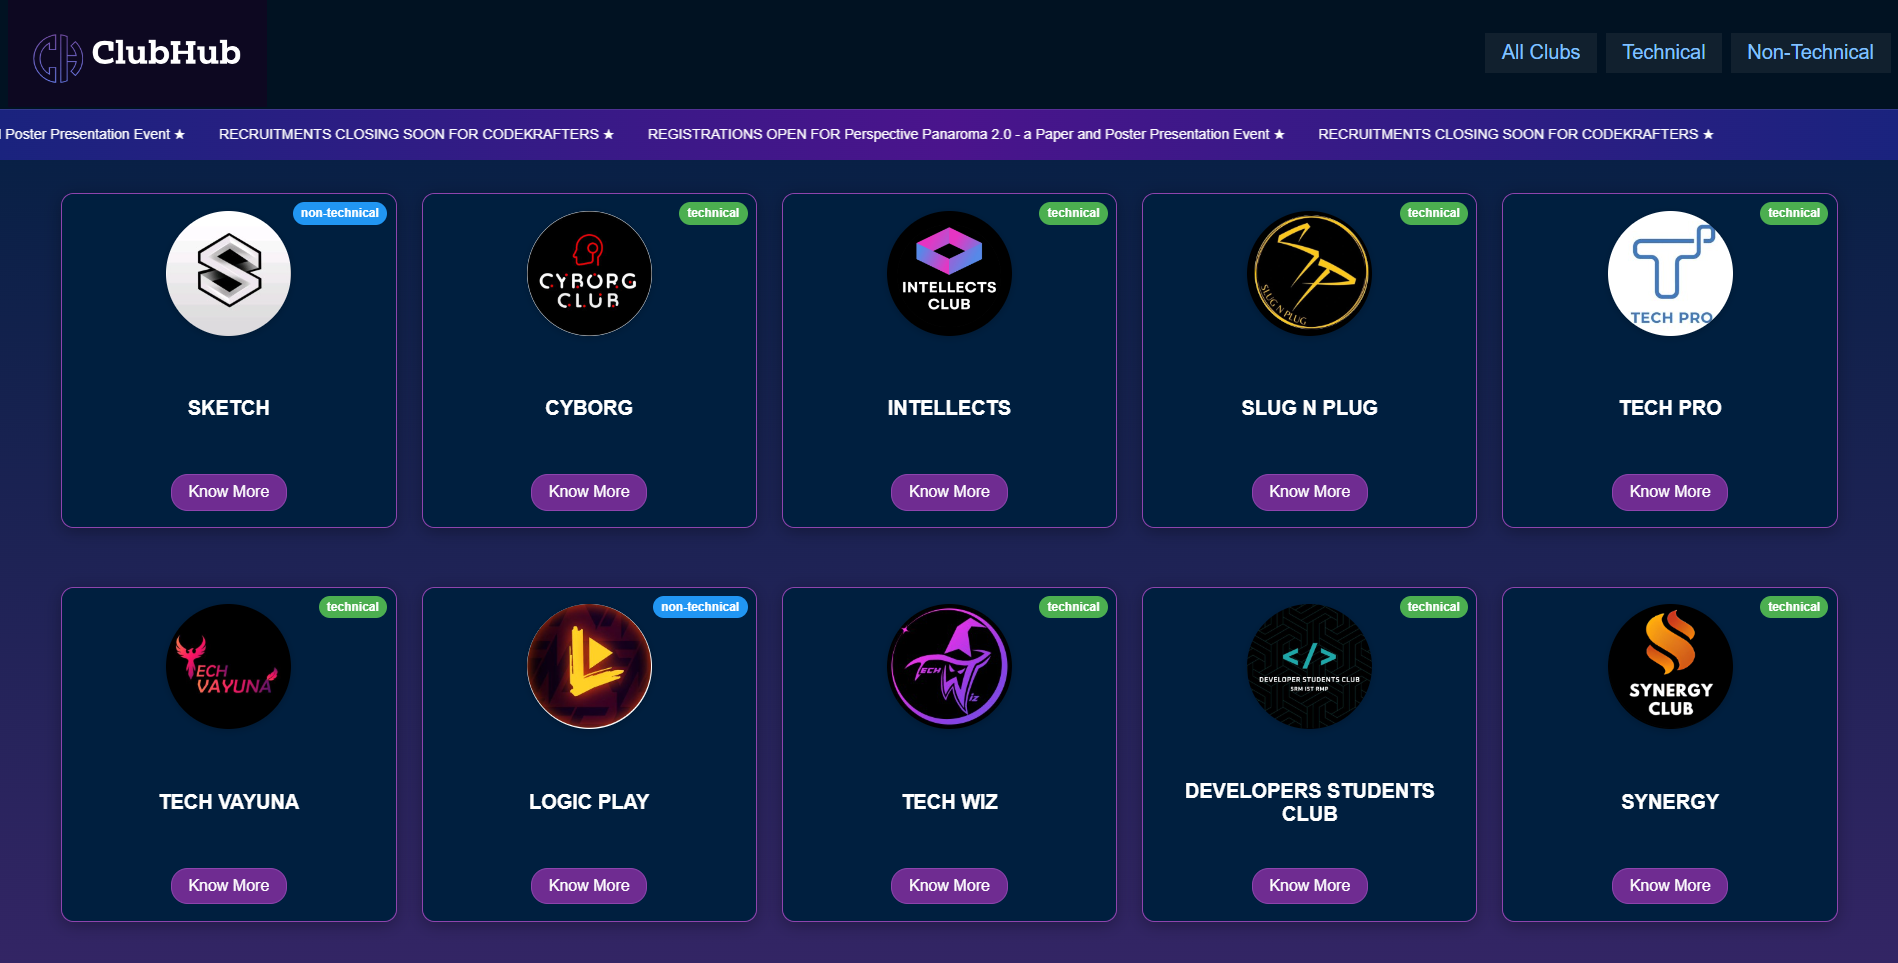 ClubHub
All Clubs
Technical
Non-Technical
Poster Presentation Event ★ RECRUITMENTS CLOSING SOON FOR CODEKRAFTERS ★ REGISTRATIONS OPEN FOR Perspective Panaroma 2.0 - a Paper and Poster Presentation Event ★ RECRUITMENTS CLOSING SOON FOR CODEKRAFTERS ★
non-technical
SKETCH
Know More
technical
CYBORG
CLUB
CYBORG
Know More
technical
INTELLECTS
CLUB
INTELLECTS
Know More
technical
SLUG N PLUG
SLUG N PLUG
Know More
technical
TECH PRO
TECH PRO
Know More
technical
TECH
VAYUNA
TECH VAYUNA
Know More
non-technical
LOGIC PLAY
Know More
technical
TECH
Wiz
TECH WIZ
Know More
technical
</>
DEVELOPER STUDENTS CLUB
SRM IST RMP
DEVELOPERS STUDENTS
CLUB
Know More
technical
SYNERGY
CLUB
SYNERGY
Know More